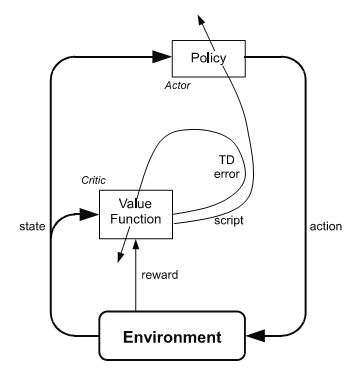 Policy
Actor
TD
error
Critic
Value
Function
state
script
action
reward
Environment